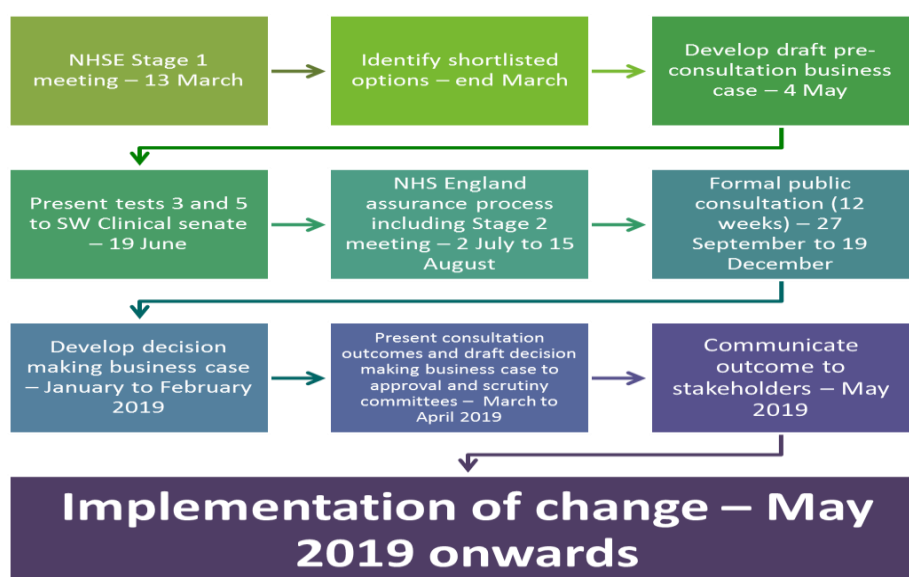 NHSE Stage 1
meeting – 13 March
Identify shortlisted
options – end March
Develop draft pre-
consultation business
case – 4 May
Present tests 3 and 5
to SW Clinical senate
– 19 June
NHS England
assurance process
including Stage 2
meeting – 2 July to 15
August
Formal public
consultation (12
weeks) – 27
September to 19
December
Develop decision
making business case
– January to February
2019
Present consultation
outcomes and draft decision
making business case to
approval and scrutiny
committees – March to
April 2019
Communicate
outcome to
stakeholders – May
2019
Implementation of change – May
2019 onwards